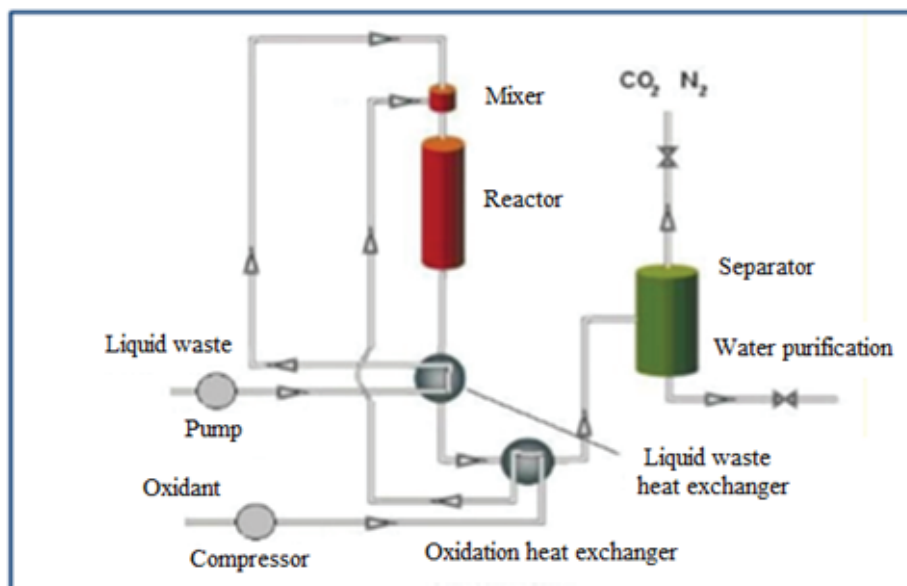 CO₂ N₂
Mixer
Reactor
Separator
Liquid waste
Water purification
Pump
Liquid waste
heat exchanger
Oxidant
Compressor
Oxidation heat exchanger